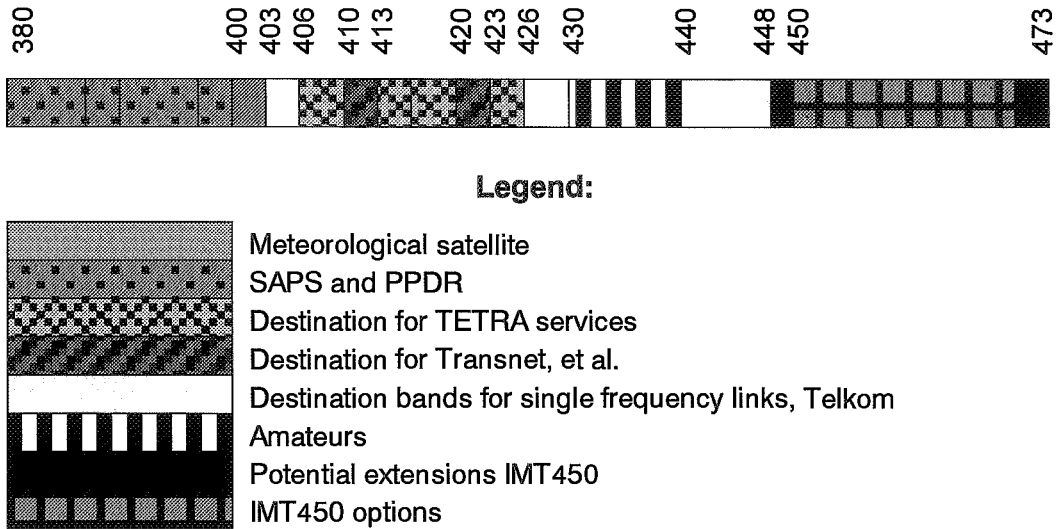 380 400 403 406 410 413 420 423 426 430 440 448 450 473
Legend:
Meteorological satellite
SAPS and PPDR
Destination for TETRA services
Destination for Transnet, et al.
Destination bands for single frequency links, Telkom
Amateurs
Potential extensions IMT450
IMT450 options